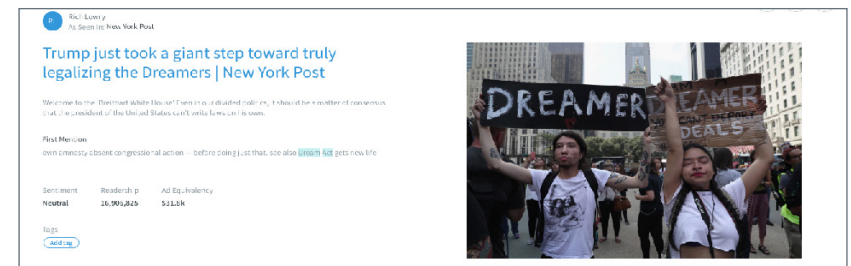 R
Rich Lowry
As Seen In: New York Post
Trump just took a giant step toward truly
legalizing the Dreamers | New York Post
Welcome to the 'Breitbart White House' Even in our divided politics, it should be a matter of consensus
that the president of the United States can't write laws on his own.
First Mention
own amnesty absent congressional action — before doing just that. see also Dream Act gets new life
Sentiment Readership Ad Equivalency
Neutral 16,906,826
Tags
Add tag
DREAMER
DREAMER
DEALS